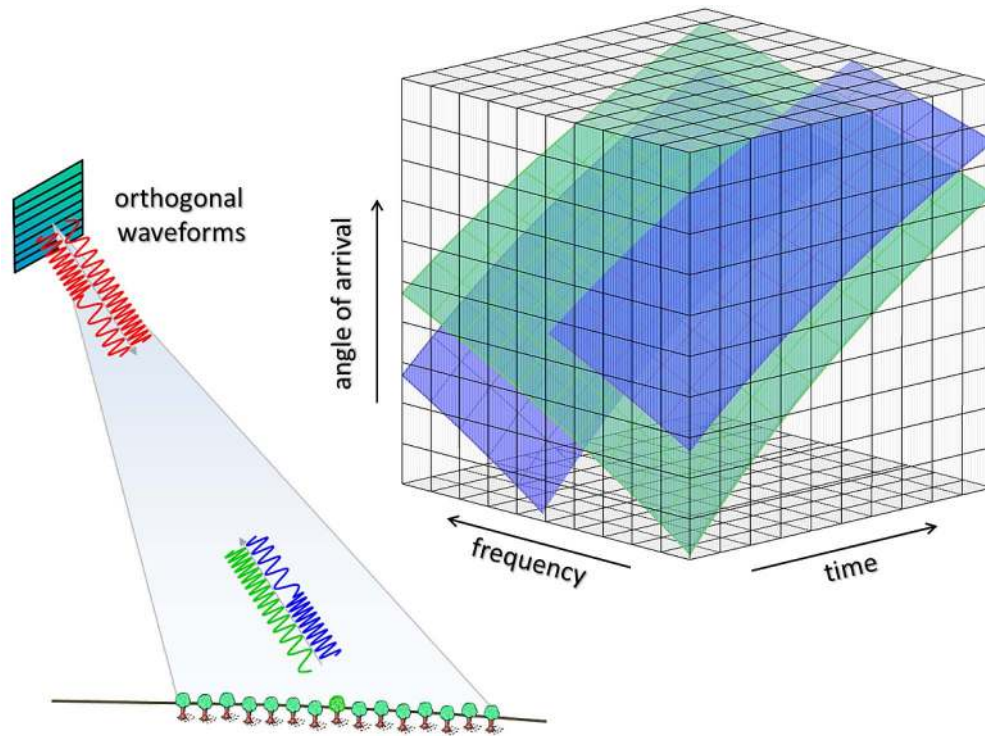 orthogonal
waveforms
angle of arrival
frequency
time